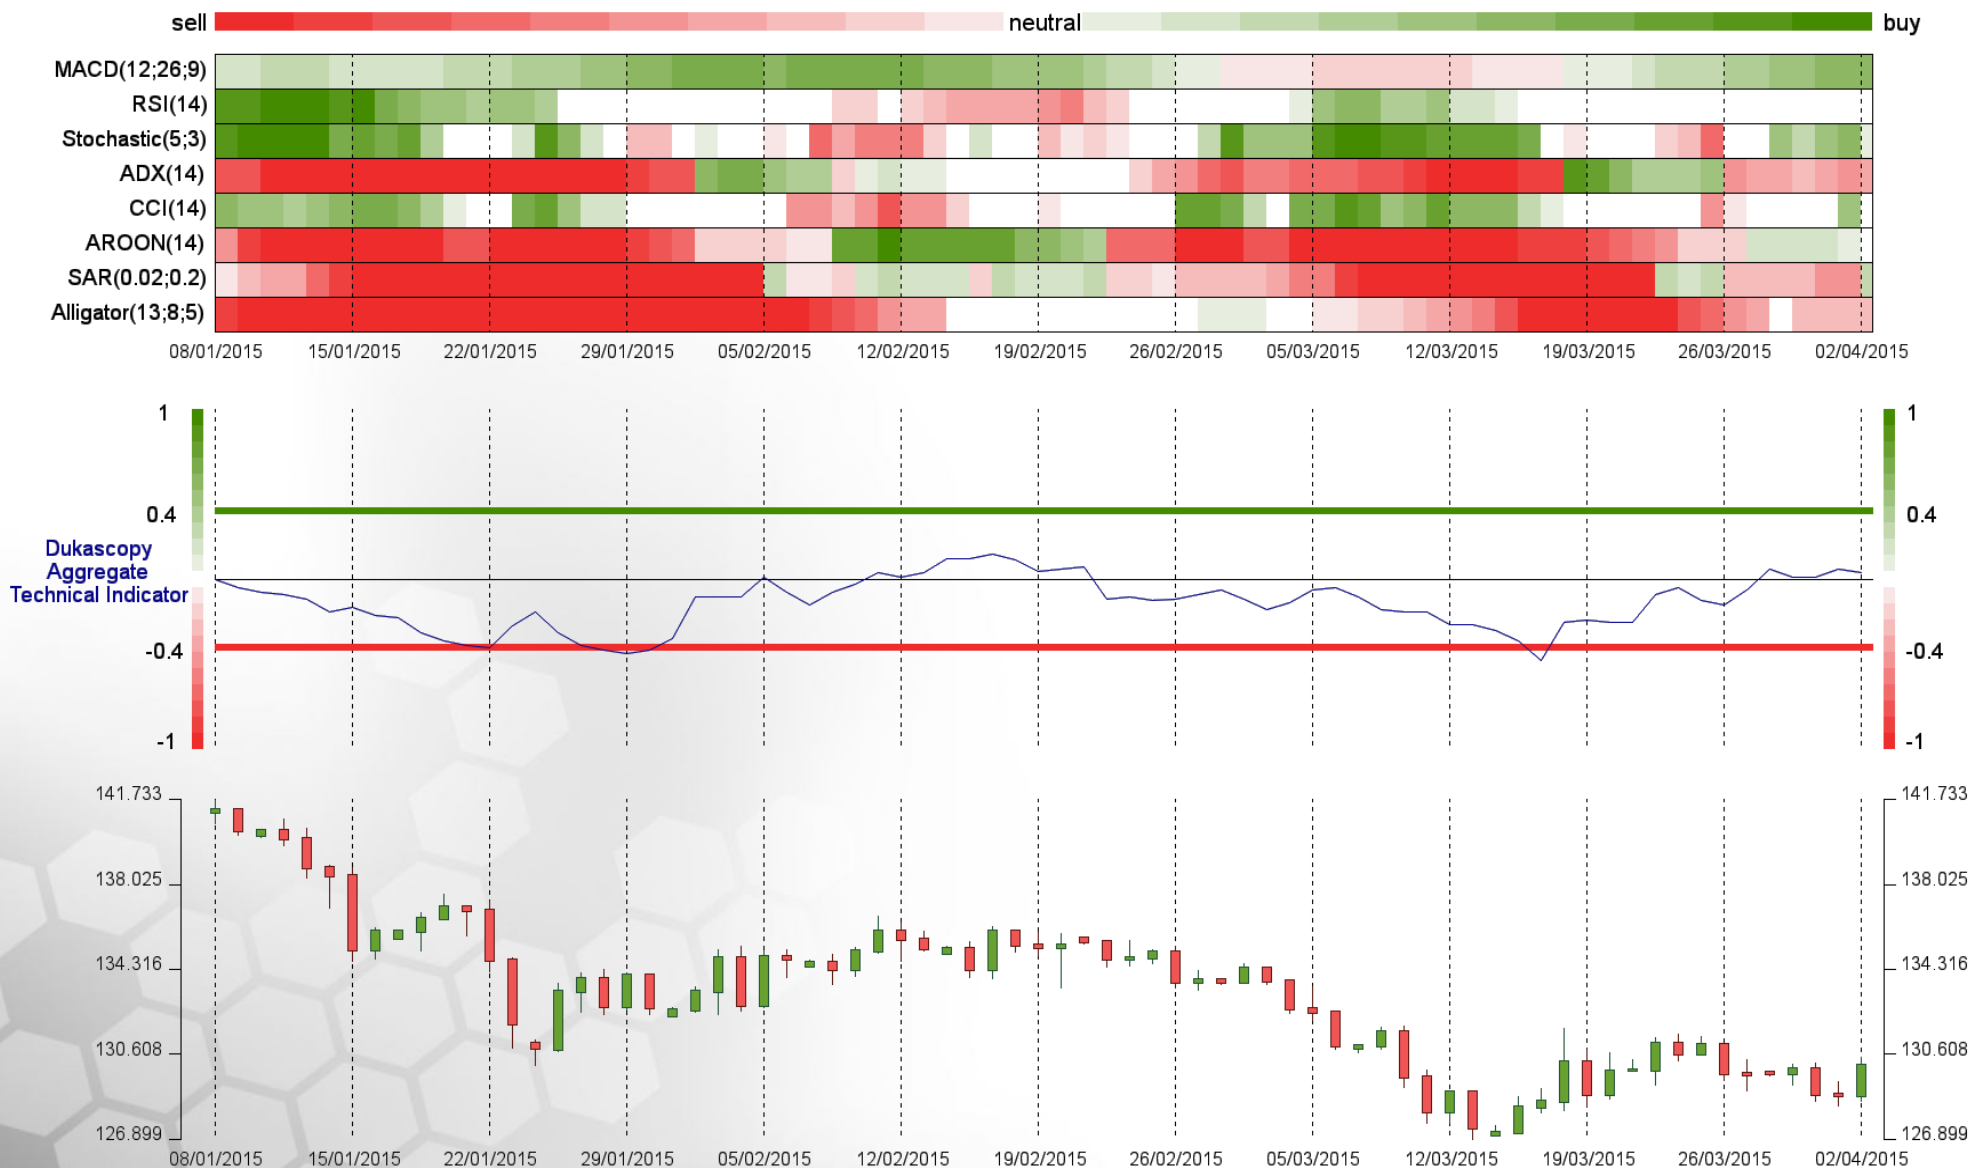 sell neutral buy
MACD(12;26;9)
RSI(14)
Stochastic(5;3)
ADX(14)
CCI(14)
AROON(14)
SAR(0.02;0.2)
Alligator(13;8;5)
08/01/2015 15/01/2015 22/01/2015 29/01/2015 05/02/2015 12/02/2015 19/02/2015 26/02/2015 05/03/2015 12/03/2015 19/03/2015 26/03/2015 02/04/2015
1 1
0.4 0.4
Dukascopy
Aggregate
Technical Indicator
-0.4 -0.4
-1 -1
141.733 141.733
138.025 138.025
134.316 134.316
130.608 130.608
126.899 126.899
08/01/2015 15/01/2015 22/01/2015 29/01/2015 05/02/2015 12/02/2015 19/02/2015 26/02/2015 05/03/2015 12/03/2015 19/03/2015 26/03/2015 02/04/2015